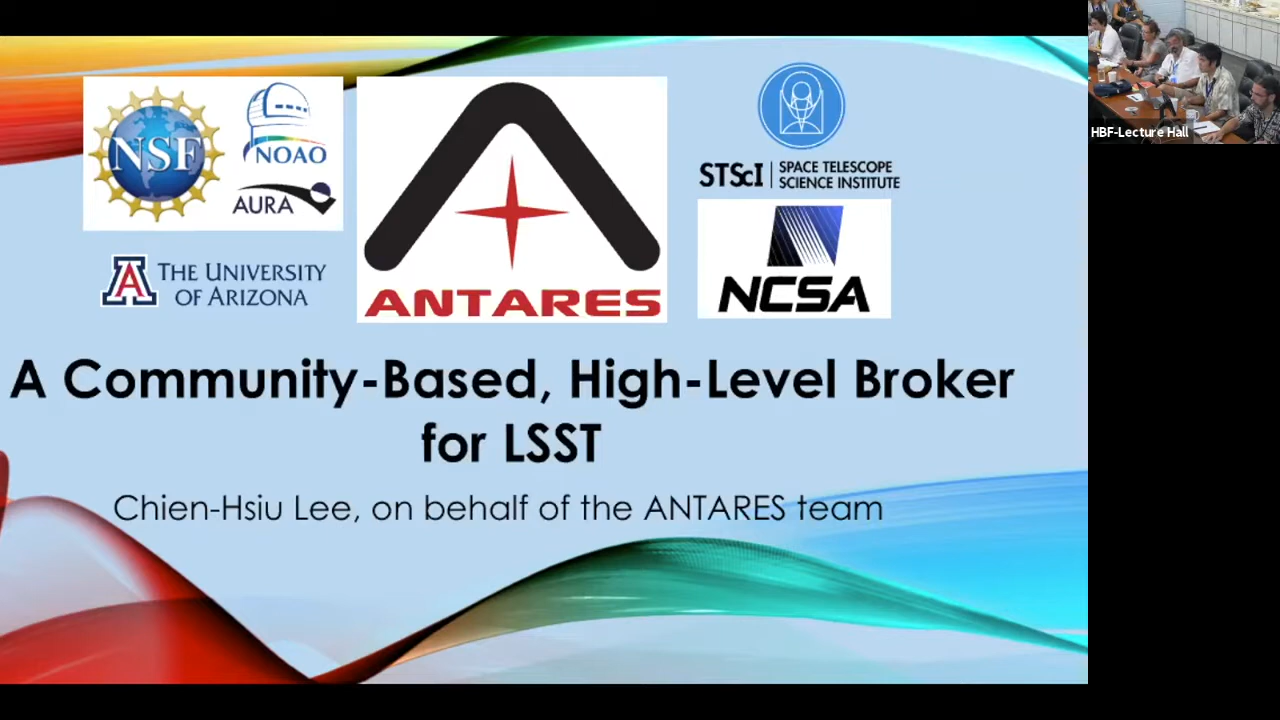 NSF
NOAO
AURA
THE UNIVERSITY
OF ARIZONA
ANTARES
STScI | SPACE TELESCOPE
SCIENCE INSTITUTE
NCSA
HBF-Lecture Hall
A Community-Based, High-Level Broker
for LSST
Chien-Hsiu Lee, on behalf of the ANTARES team